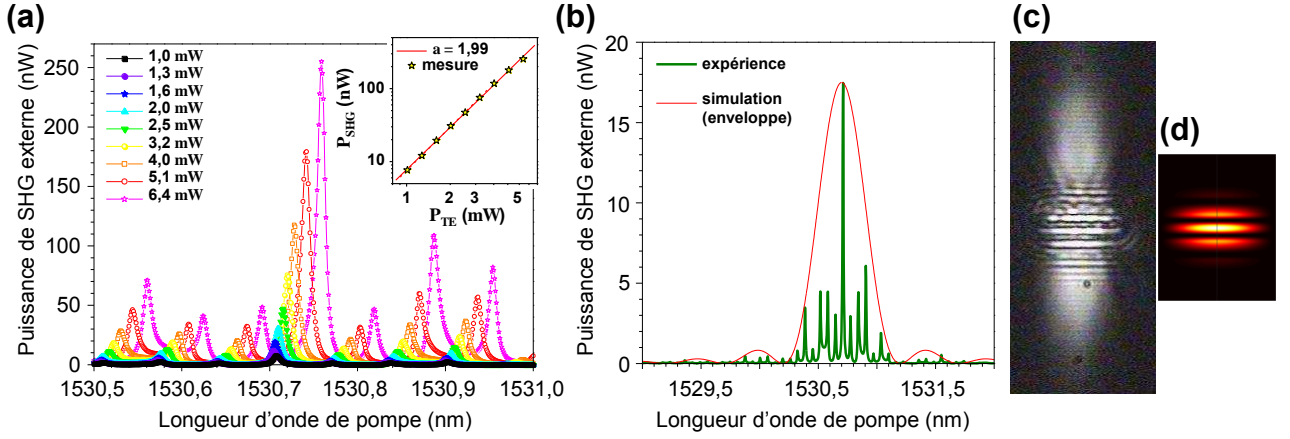 (a)
Puissance de SHG externe (nW)
250
200
150
100
50
0
1,0 mW
1,3 mW
1,6 mW
2,0 mW
2,5 mW
3,2 mW
4,0 mW
5,1 mW
6,4 mW
a = 1,99
mesure
P_SHG (nW)
100
10
1 2 3 5
P_TE (mW)
1530,5 1530,6 1530,7 1530,8 1530,9 1531,0
Longueur d'onde de pompe (nm)
(b)
Puissance de SHG externe (nW)
20
15
10
5
0
expérience
simulation
(enveloppe)
1529,5 1530,5 1531,5
Longueur d'onde de pompe (nm)
(c)
(d)